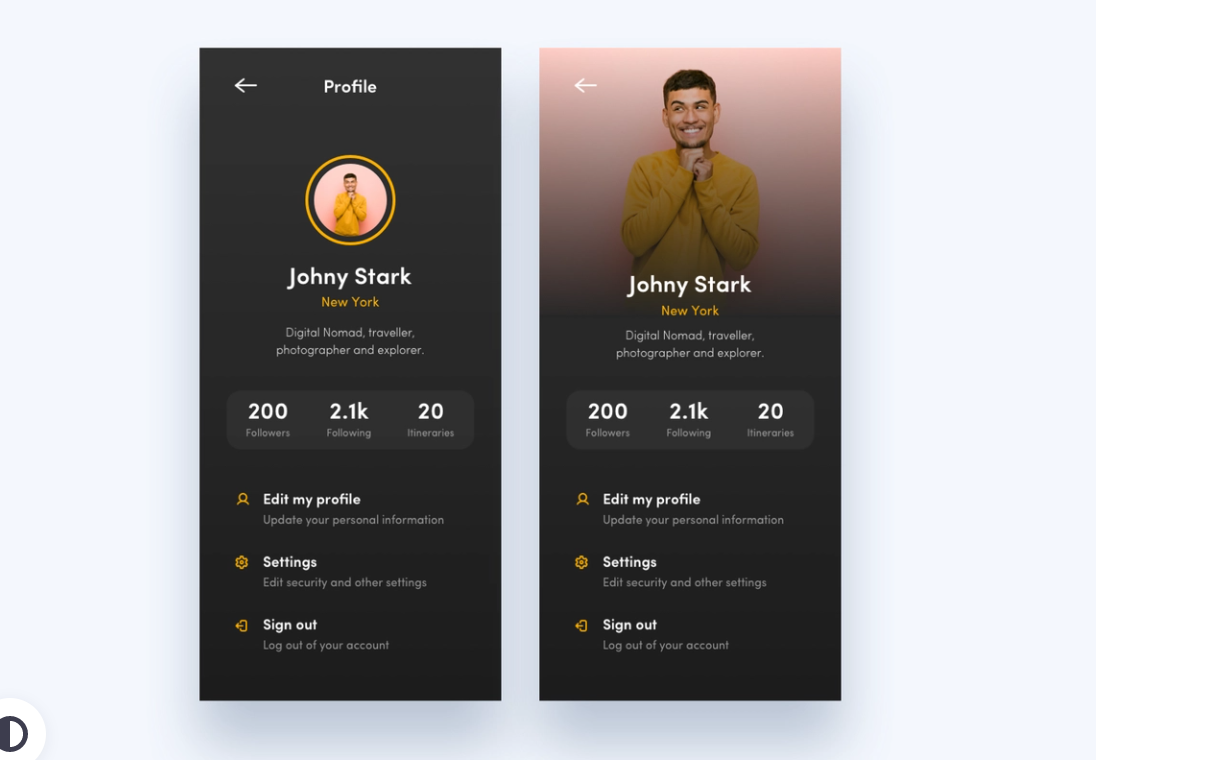 Profile
Johny Stark
New York
Digital Nomad, traveller,
photographer and explorer.
200 2.1k 20
Followers Following Itineraries
Edit my profile
Update your personal information
Settings
Edit security and other settings
Sign out
Log out of your account
Johny Stark
New York
Digital Nomad, traveller,
photographer and explorer.
200 2.1k 20
Followers Following Itineraries
Edit my profile
Update your personal information
Settings
Edit security and other settings
Sign out
Log out of your account